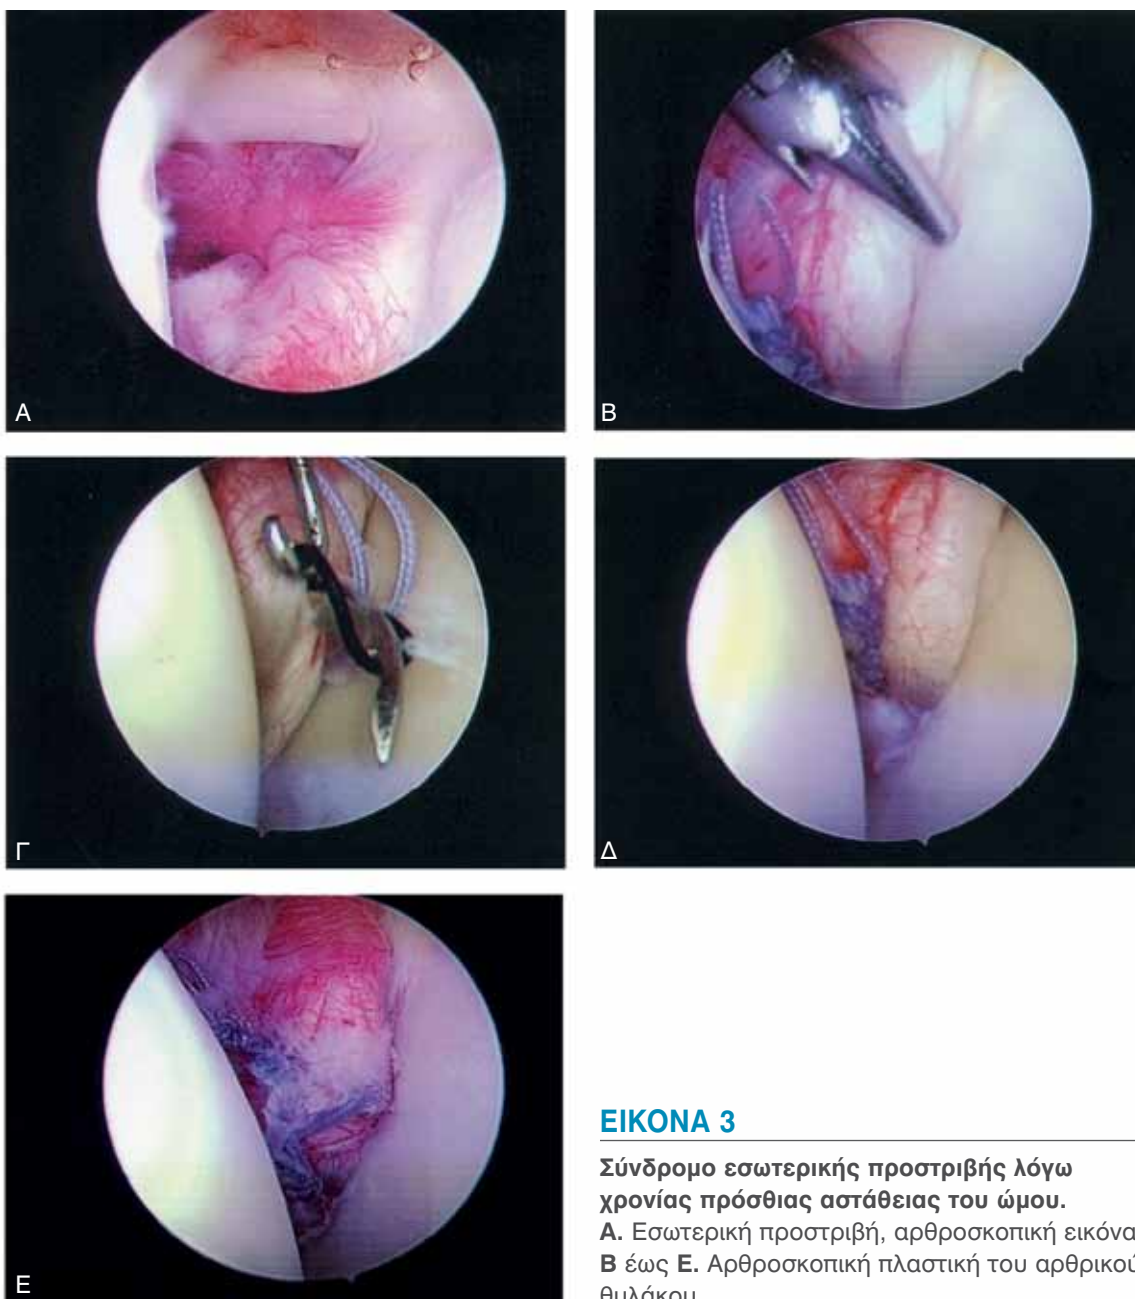 Α
Β
Γ
Δ
Ε
ΕΙΚΟΝΑ 3
Σύνδρομο εσωτερικής προστριβής λόγω
χρονίας πρόσθιας αστάθειας του ώμου.
Α. Εσωτερική προστριβή, αρθροσκοπική εικόνα
Β έως Ε. Αρθροσκοπική πλαστική του αρθρικού
θυλάκου